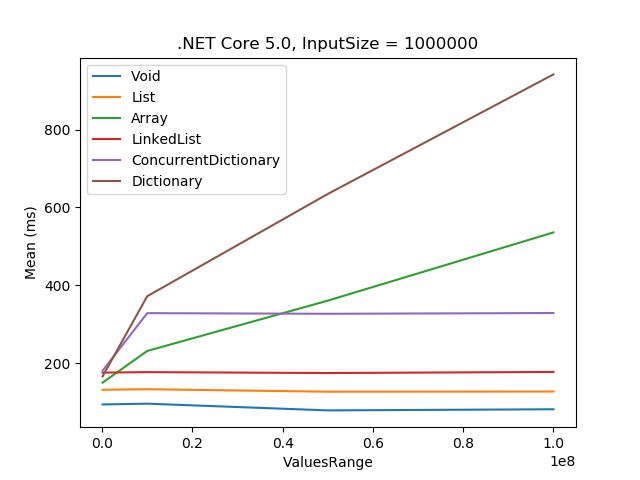 .NET Core 5.0, InputSize = 1000000
Void
List
Array
LinkedList
ConcurrentDictionary
Dictionary
Mean (ms)
800
600
400
200
0.0 0.2 0.4 0.6 0.8 1.0
1e8
ValuesRange